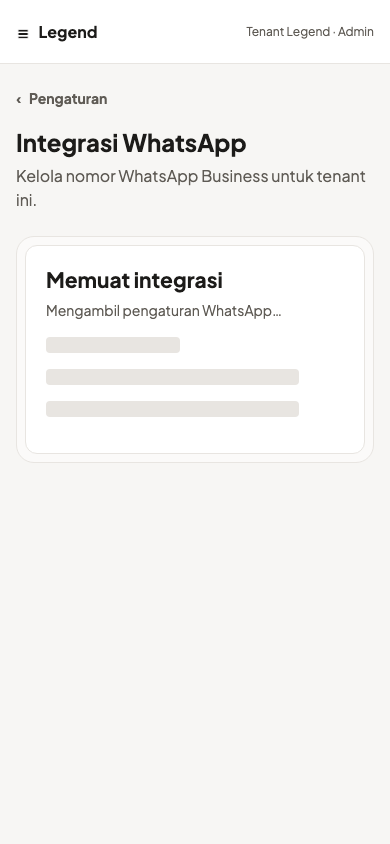 ≡ Legend
Tenant Legend · Admin
‹ Pengaturan
Integrasi WhatsApp
Kelola nomor WhatsApp Business untuk tenant
ini.
Memuat integrasi
Mengambil pengaturan WhatsApp…